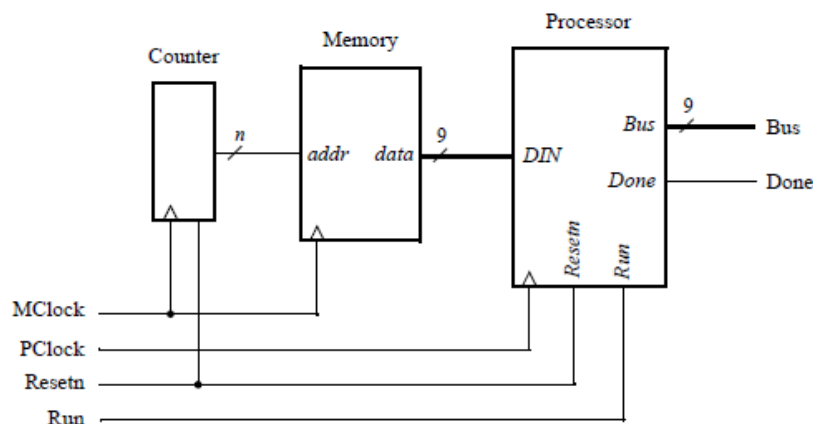 Processor
Memory
Counter
9
Bus
Bus
n
9
addr
data
DIN
Done
Done
Resetn
Run
MClock
PClock
Resetn
Run